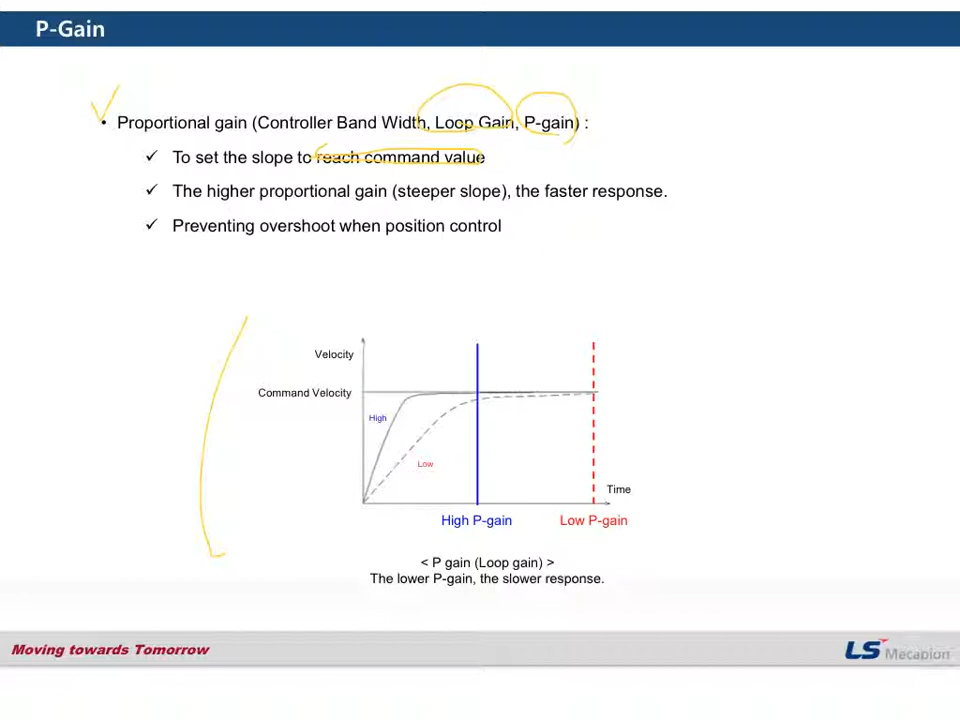 P-Gain
• Proportional gain (Controller Band Width, Loop Gain, P-gain) :
✓ To set the slope to reach command value
✓ The higher proportional gain (steeper slope), the faster response.
✓ Preventing overshoot when position control
Velocity
Command Velocity
High
Low
Time
High P-gain
Low P-gain
< P gain (Loop gain) >
The lower P-gain, the slower response.
Moving towards Tomorrow
LS Mecapion